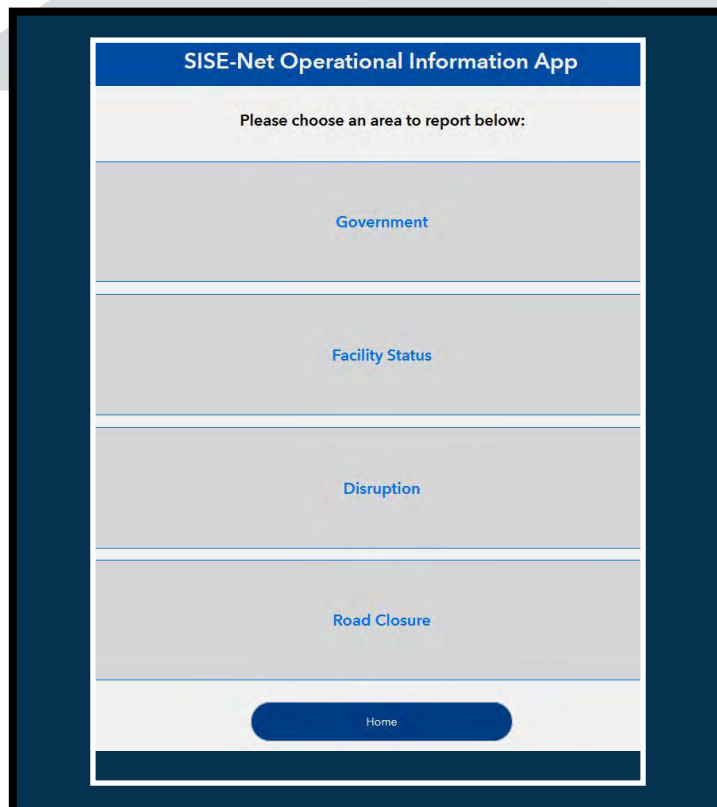 SISE-Net Operational Information App
Please choose an area to report below:
Government
Facility Status
Disruption
Road Closure
Home